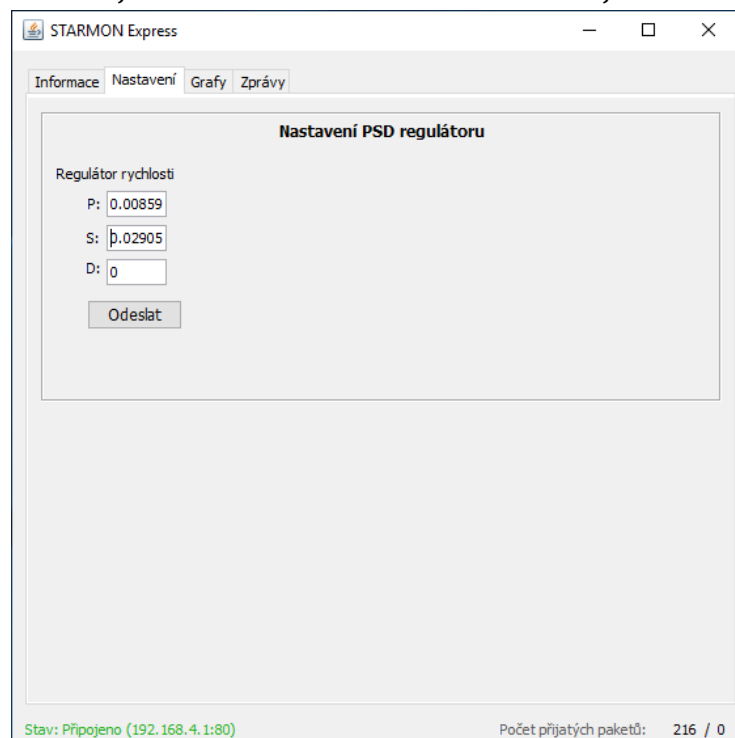 STARMON Express
Informace Nastavení Grafy Zprávy
Nastavení PSD regulátoru
Regulátor rychlosti
P: 0.00859
S: 0.02905
D: 0
Odeslat
Stav: Připojeno (192.168.4.1:80) Počet přijatých paketů: 216 / 0